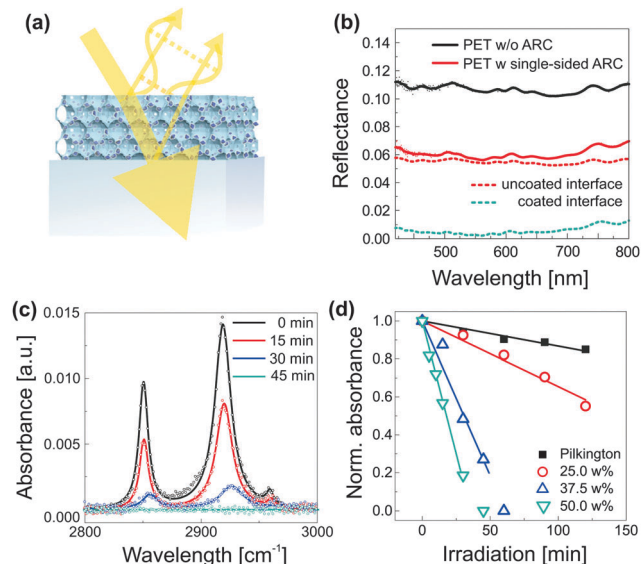 (a)
(b)
0.14
0.12
0.10
0.08
0.06
0.04
0.02
0.00
Reflectance
PET w/o ARC
PET w single-sided ARC
uncoated interface
coated interface
500
600
700
800
Wavelength [nm]
(c)
0.015
0.010
0.005
0.000
Absorbance [a.u.]
0 min
15 min
30 min
45 min
2800
2900
3000
Wavelength [cm⁻¹]
(d)
1.0
0.8
0.6
0.4
0.2
0.0
Norm. absorbance
Pilkington
25.0 w%
37.5 w%
50.0 w%
0
50
100
150
Irradiation [min]